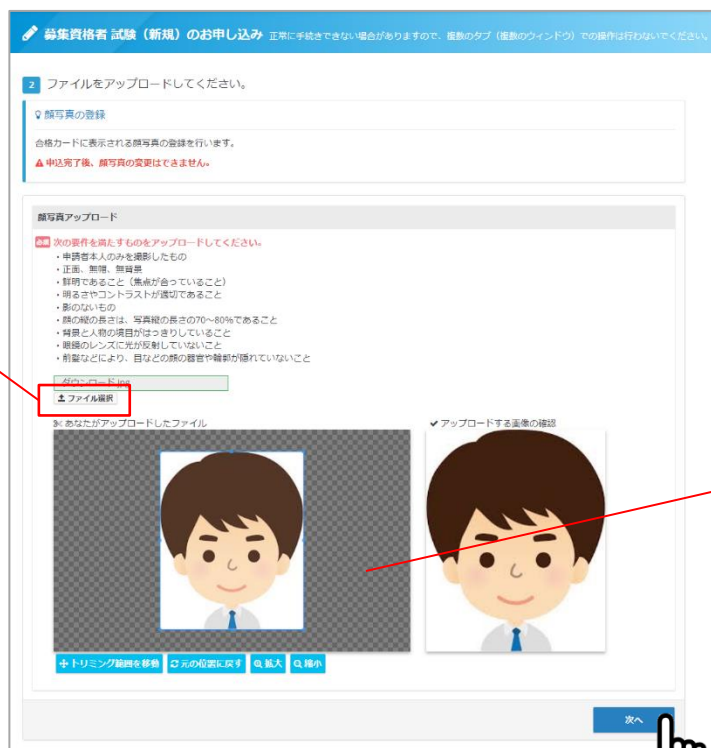 募集資格者 試験（新規）のお申し込み 正常に手続きできない場合がありますので、複数のタブ（複数のウィンドウ）での操作は行わないでください。
2 ファイルをアップロードしてください。
顔写真の登録
合格カードに表示される顔写真の登録を行います。
申込完了後、顔写真の変更はできません。
顔写真アップロード
必須 次の要件を満たすものをアップロードしてください。
・申請者本人のみを撮影したもの
・正面、無帽、無背景
・鮮明であること（焦点が合っていること）
・明るさやコントラストが適切であること
・影のないもの
・顔の縦の長さは、写真縦の長さの70～80%であること
・背景と人物の境目がはっきりしていること
・眼鏡のレンズに光が反射していないこと
・前髪などにより、目などの顔の器官や輪郭が隠れていないこと
ダウンロード.jpg
ファイル選択
あなたがアップロードしたファイル
アップロードする画像の確認
トリミング範囲を移動 元の位置に戻す 拡大 縮小
次へ